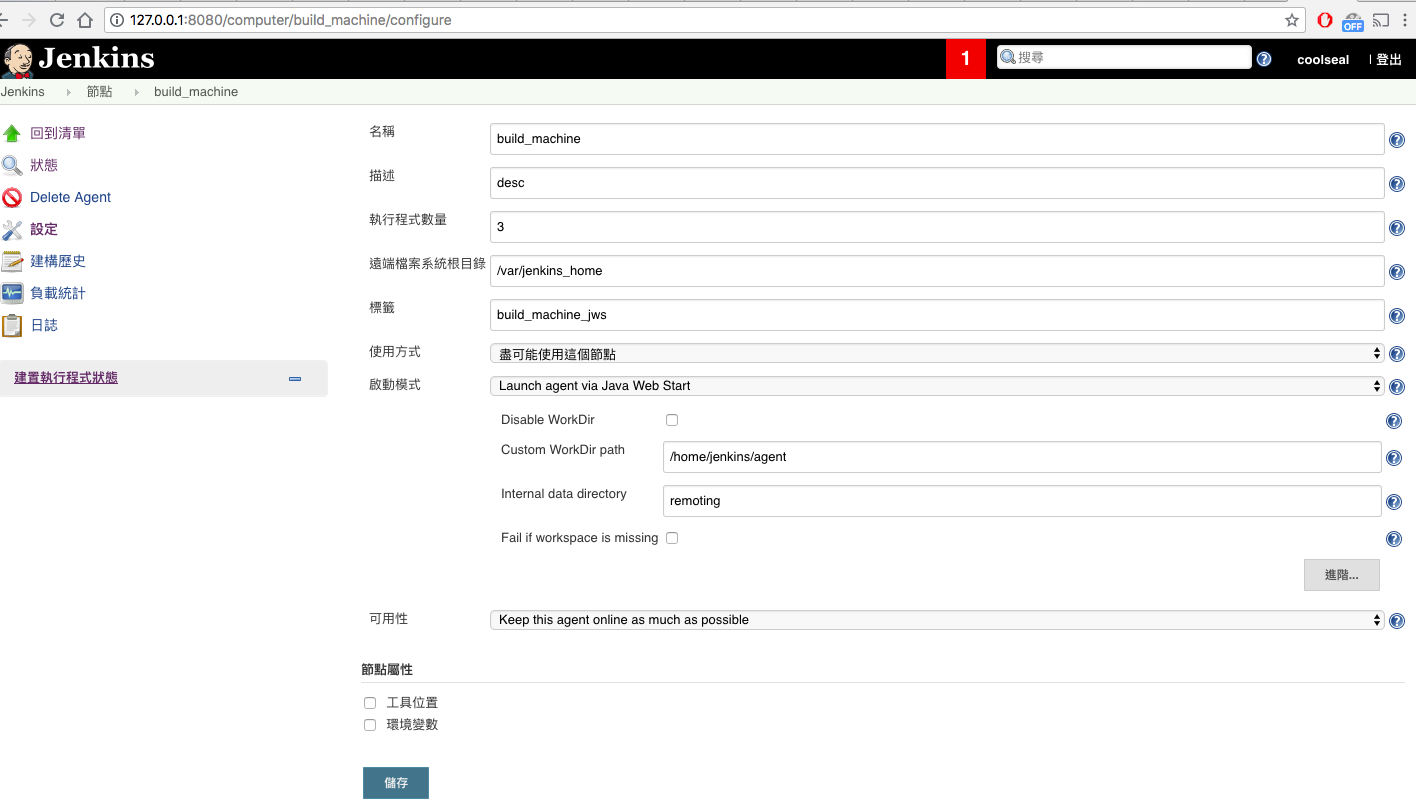 127.0.0.1:8080/computer/build_machine/configure
OFF
Jenkins
1
搜尋
coolseal
登出
Jenkins
節點
build_machine
回到清單
狀態
Delete Agent
設定
建構歷史
負載統計
日誌
建置執行程式狀態
名稱
build_machine
描述
desc
執行程式數量
3
遠端檔案系統根目錄
/var/jenkins_home
標籤
build_machine_jws
使用方式
盡可能使用這個節點
啟動模式
Launch agent via Java Web Start
Disable WorkDir
Custom WorkDir path
/home/jenkins/agent
Internal data directory
remoting
Fail if workspace is missing
進階...
可用性
Keep this agent online as much as possible
節點屬性
工具位置
環境變數
儲存